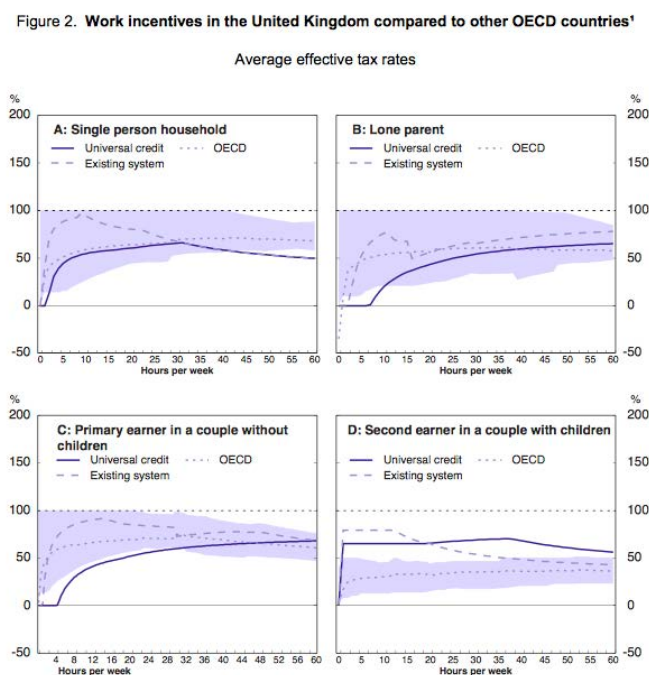 Figure 2. Work incentives in the United Kingdom compared to other OECD countries¹
Average effective tax rates
% %
200 200
A: Single person household B: Lone parent
Universal credit OECD Universal credit OECD
Existing system Existing system
150 150
100 100
50 50
0 0
-50 -50
0 5 10 15 20 25 30 35 40 45 50 55 60 0 5 10 15 20 25 30 35 40 45 50 55 60
Hours per week Hours per week
% %
200 200
C: Primary earner in a couple without D: Second earner in a couple with children
children
Universal credit OECD Universal credit OECD
Existing system Existing system
150 150
100 100
50 50
0 0
-50 -50
4 8 12 16 20 24 28 32 36 40 44 48 52 56 60 0 5 10 15 20 25 30 35 40 45 50 55 60
Hours per week Hours per week